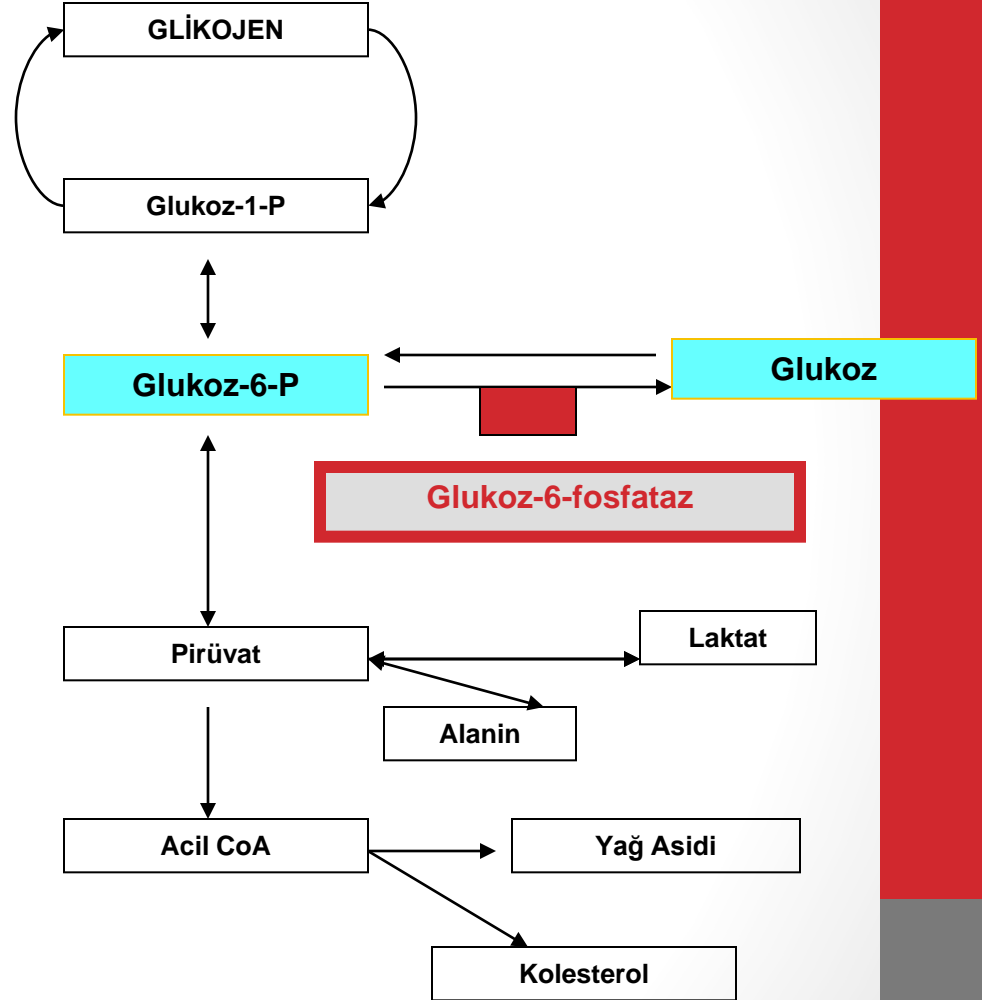 GLİKOJEN
Glukoz-1-P
Glukoz-6-P
Glukoz
Glukoz-6-fosfataz
Laktat
Pirüvat
Alanin
Acil CoA
Yağ Asidi
Kolesterol